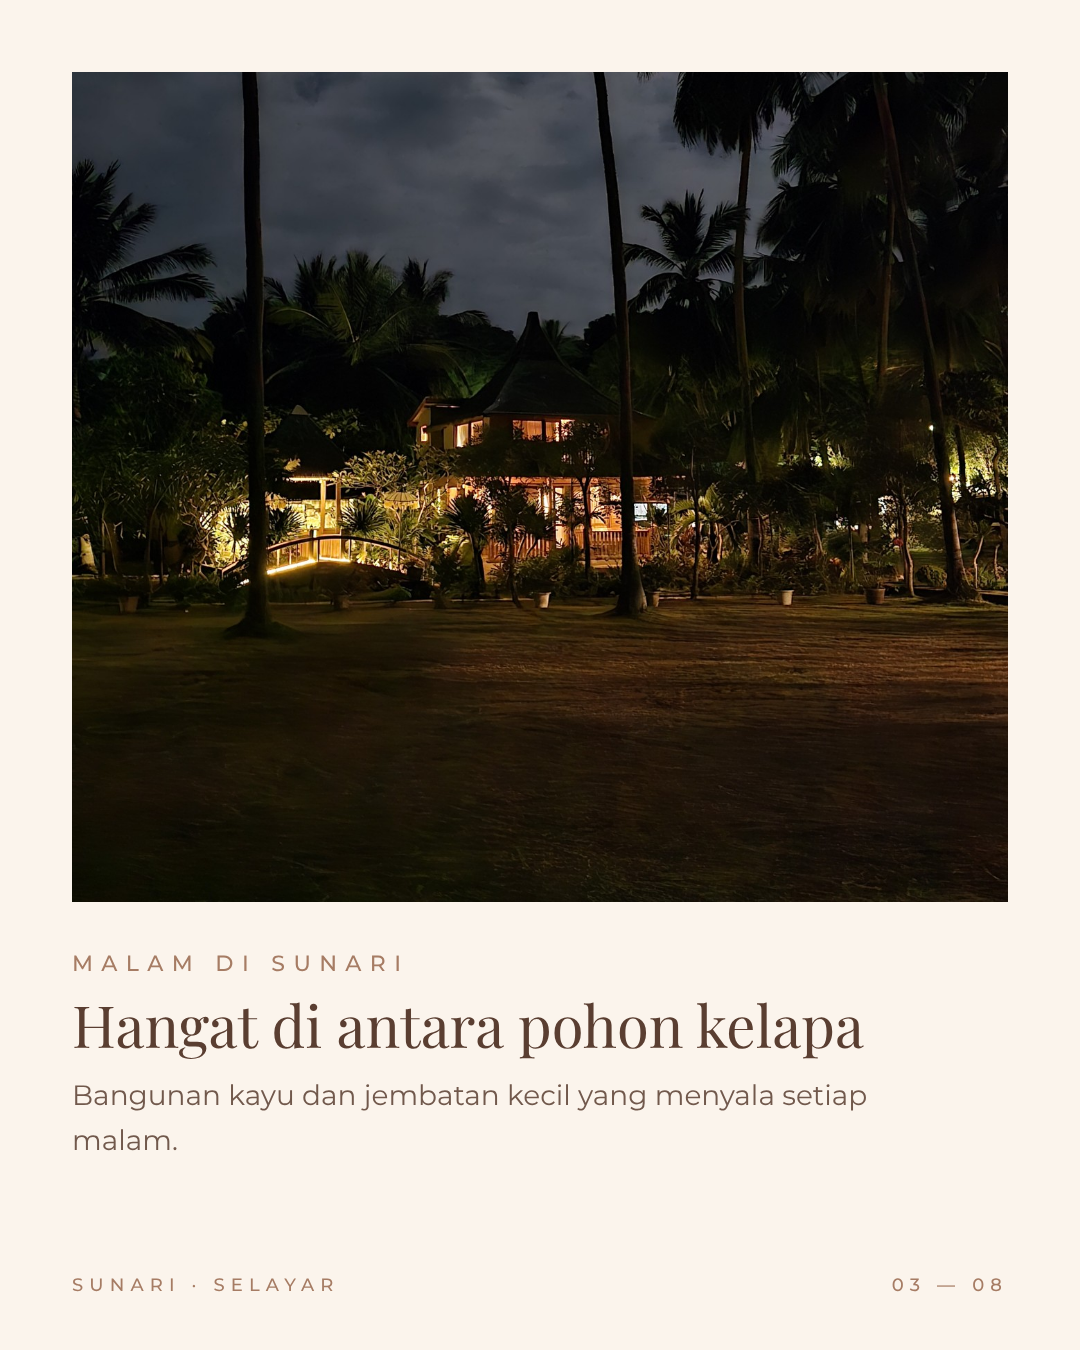 MALAM DI SUNARI
Hangat di antara pohon kelapa
Bangunan kayu dan jembatan kecil yang menyala setiap
malam.
SUNARI · SELAYAR
03 — 08